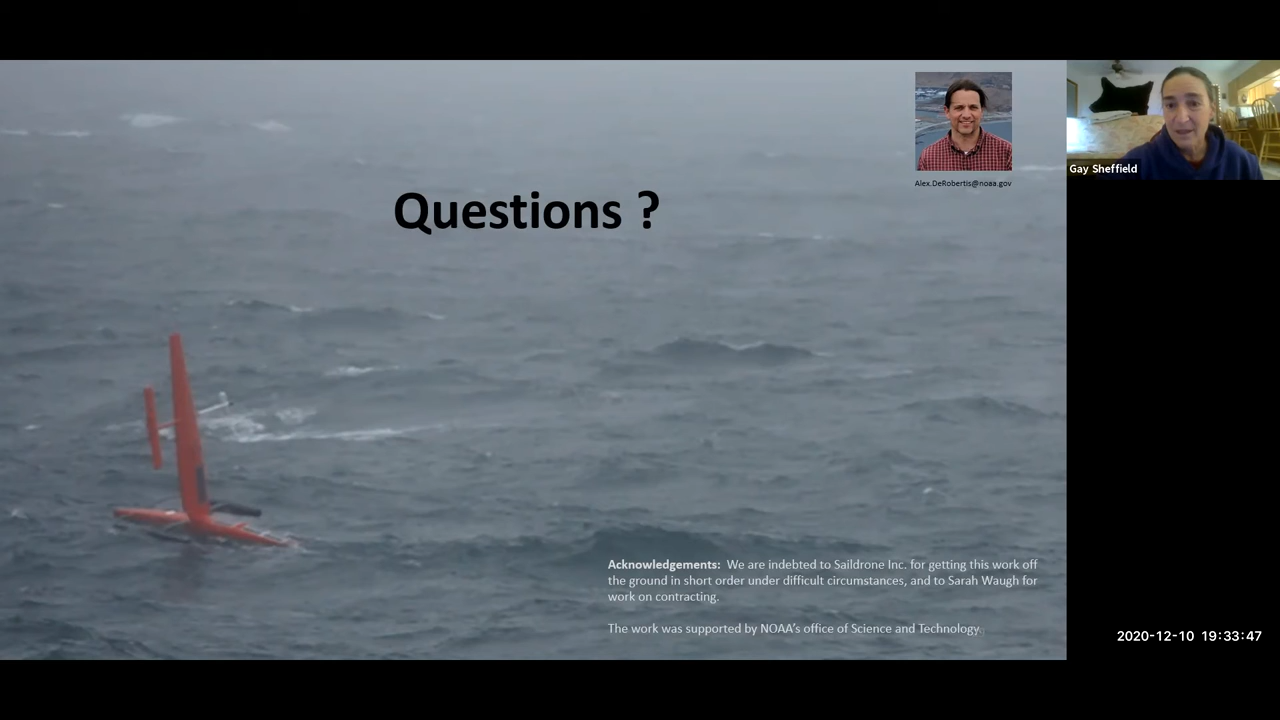 Alex.DeRobertis@noaa.gov
Gay Sheffield
Questions ?
Acknowledgements: We are indebted to Saildrone Inc. for getting this work off
the ground in short order under difficult circumstances, and to Sarah Waugh for
work on contracting.
The work was supported by NOAA's office of Science and Technology
2020-12-10 19:33:47